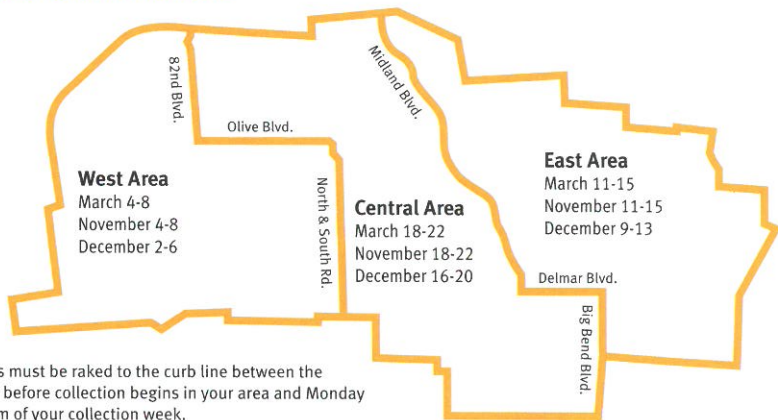 82nd Blvd.
Olive Blvd.
Midland Blvd.
West Area
March 4-8
November 4-8
December 2-6
North & South Rd.
Central Area
March 18-22
November 18-22
December 16-20
East Area
March 11-15
November 11-15
December 9-13
Delmar Blvd.
Big Bend Blvd.
must be raked to the curb line between the
before collection begins in your area and Monday
of your collection week.